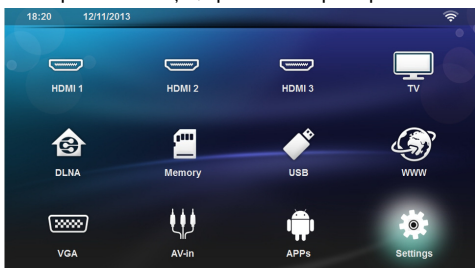 18:20 12/11/2013
HDMI 1 HDMI 2 HDMI 3 TV
DLNA Memory USB WWW
VGA AV-in APPs Settings